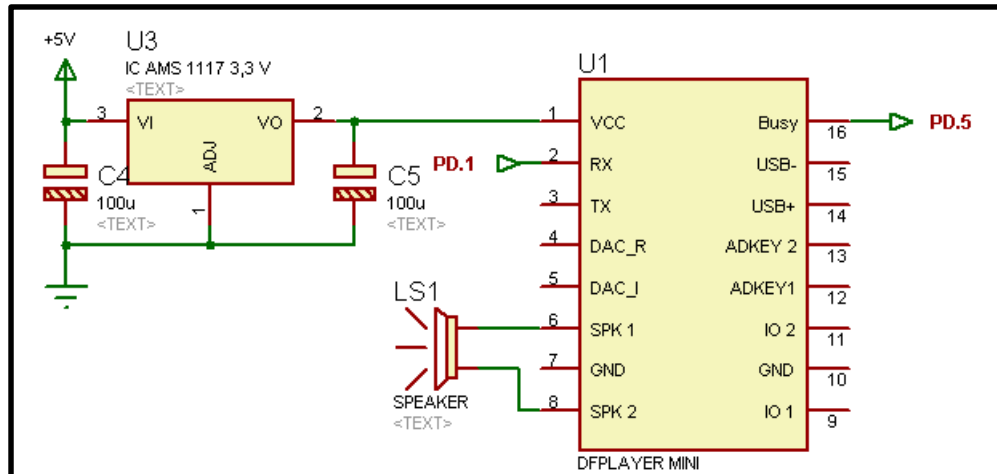 +5V
U3
IC AMS 1117 3,3 V
<TEXT>
3
VI
VO
2
ADJ
1
C4
100u
<TEXT>
C5
100u
<TEXT>
U1
1
VCC
Busy
16
PD.5
PD.1
2
RX
USB-
15
3
TX
USB+
14
4
DAC_R
ADKEY 2
13
5
DAC_I
ADKEY1
12
LS1
6
SPK 1
IO 2
11
7
GND
GND
10
8
SPK 2
IO 1
9
SPEAKER
<TEXT>
DFPLAYER MINI